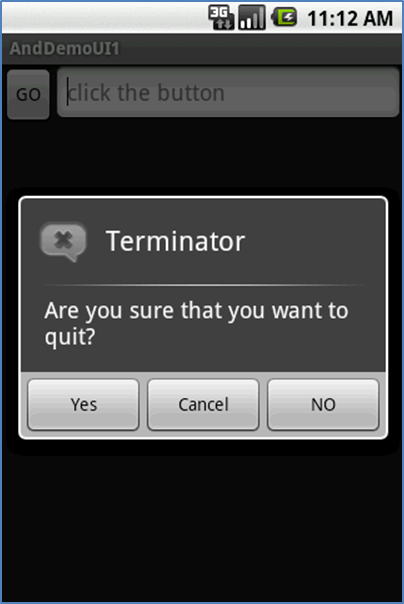 3G 11:12 AM
AndDemoUI1
GO click the button
Terminator
Are you sure that you want to
quit?
Yes Cancel NO